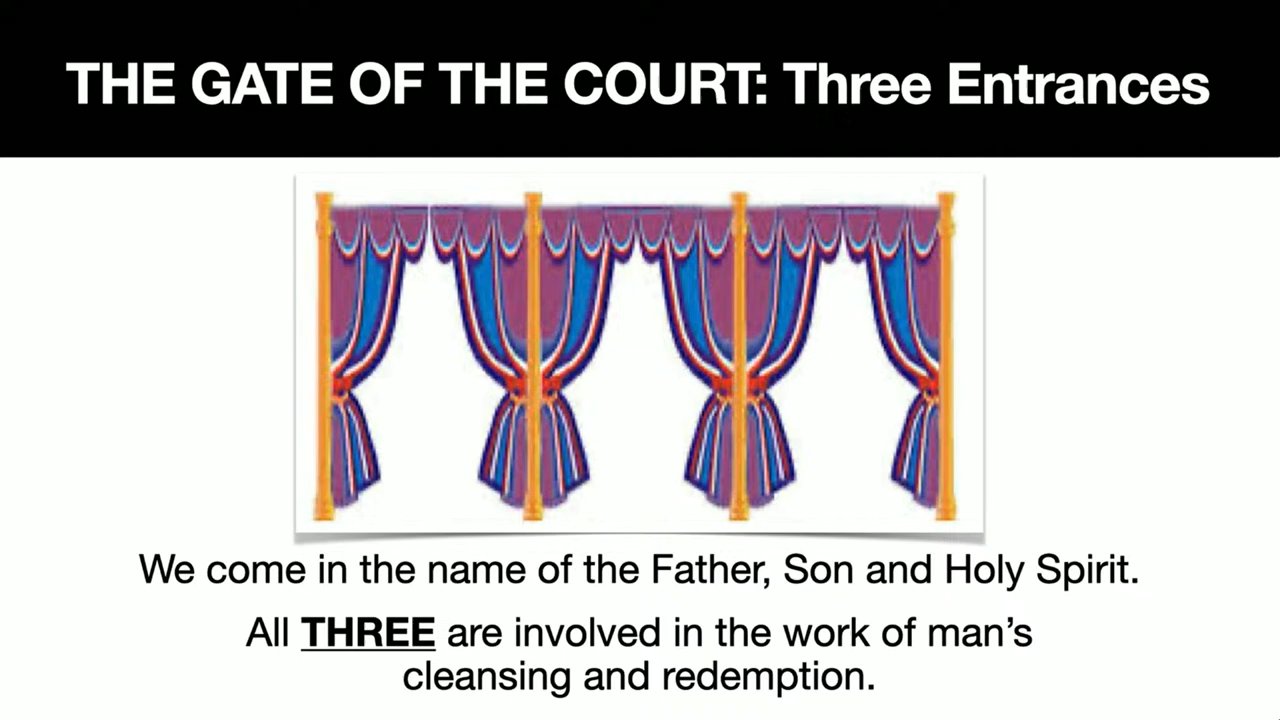 THE GATE OF THE COURT: Three Entrances
We come in the name of the Father, Son and Holy Spirit.
All THREE are involved in the work of man’s
cleansing and redemption.